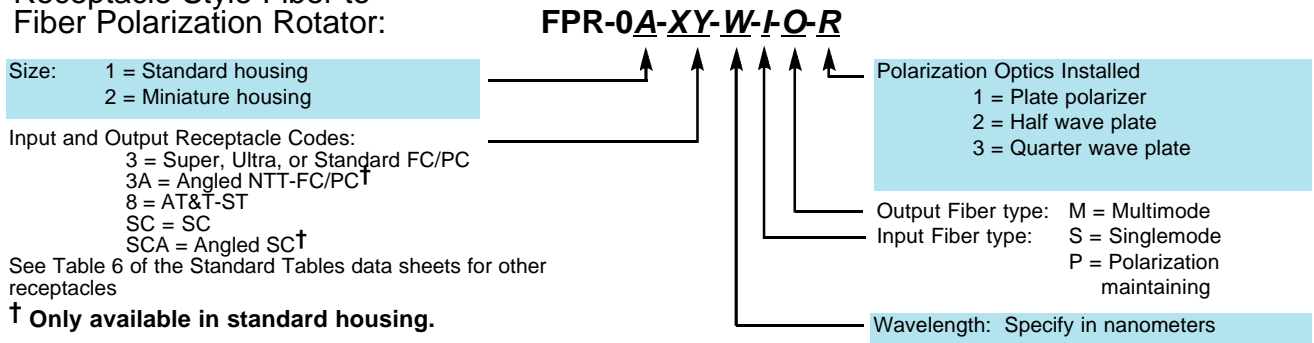 Receptacle Style Fiber to
Fiber Polarization Rotator:
FPR-0A-XY-W-I-O-R
Size: 1 = Standard housing
2 = Miniature housing
Input and Output Receptacle Codes:
3 = Super, Ultra, or Standard FC/PC
3A = Angled NTT-FC/PC†
8 = AT&T-ST
SC = SC
SCA = Angled SC†
See Table 6 of the Standard Tables data sheets for other
receptacles
† Only available in standard housing.
Polarization Optics Installed
1 = Plate polarizer
2 = Half wave plate
3 = Quarter wave plate
Output Fiber type: M = Multimode
Input Fiber type: S = Singlemode
P = Polarization
maintaining
Wavelength: Specify in nanometers